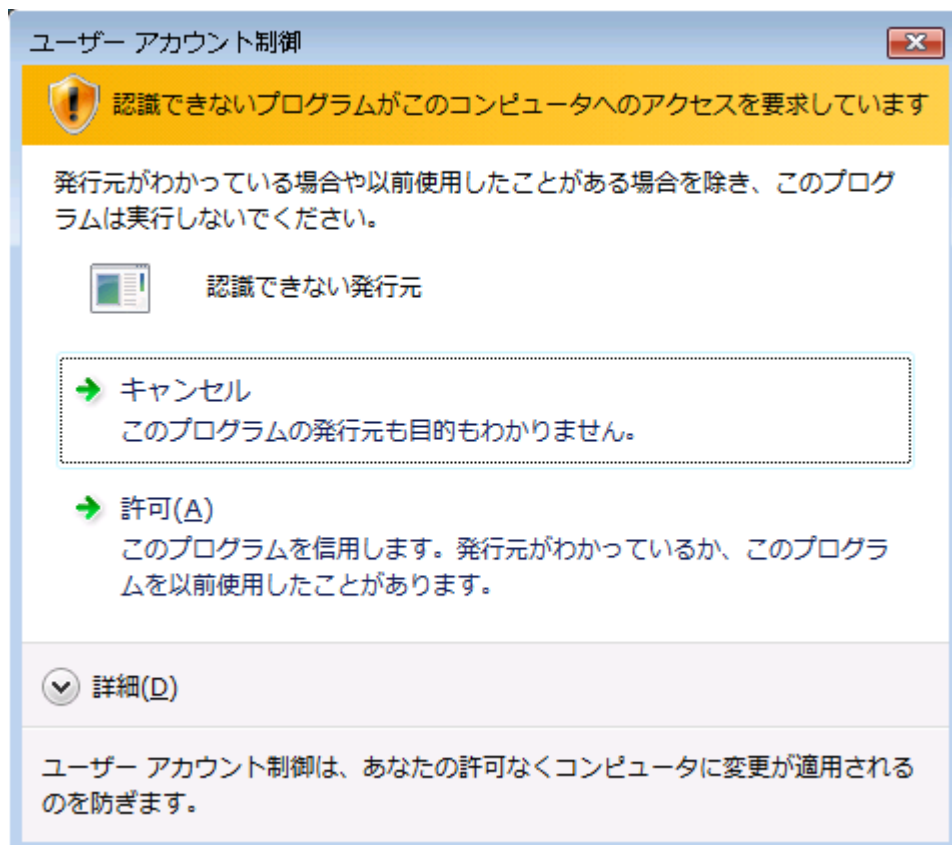 ユーザー アカウント制御
認識できないプログラムがこのコンピュータへのアクセスを要求しています
発行元がわかっている場合や以前使用したことがある場合を除き、このプログ
ラムは実行しないでください。
認識できない発行元
キャンセル
このプログラムの発行元も目的もわかりません。
許可(A)
このプログラムを信用します。発行元がわかっているか、このプログラ
ムを以前使用したことがあります。
詳細(D)
ユーザー アカウント制御は、あなたの許可なくコンピュータに変更が適用される
のを防ぎます。